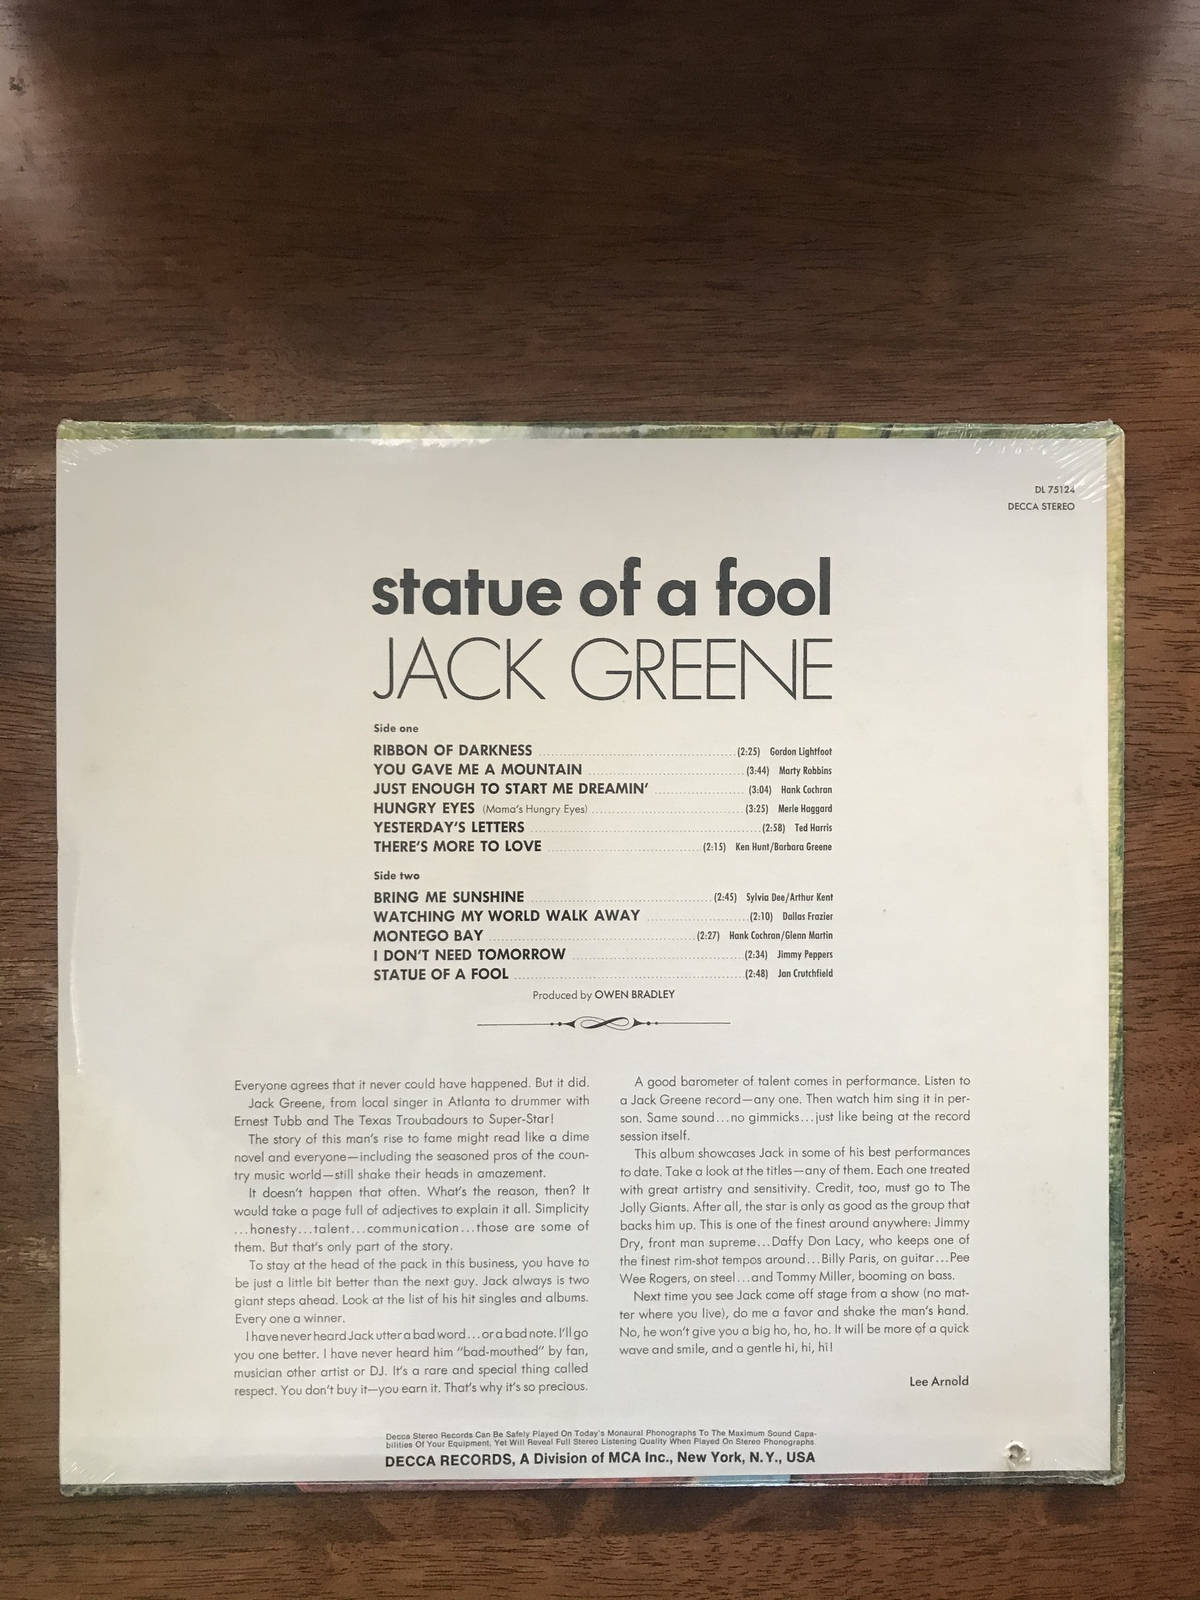 DL 75124
DECCA STEREO
statue of a fool
JACK GREENE
Side one
RIBBON OF DARKNESS (2:25) Gordon Lightfoot
YOU GAVE ME A MOUNTAIN (3:44) Marty Robbins
JUST ENOUGH TO START ME DREAMIN' (3:04) Hank Cochran
HUNGRY EYES (Mama's Hungry Eyes) (3:25) Merle Haggard
YESTERDAY'S LETTERS (2:58) Ted Harris
THERE'S MORE TO LOVE (2:15) Ken Hunt/Barbara Greene
Side two
BRING ME SUNSHINE (2:45) Sylvia Dee/Arthur Kent
WATCHING MY WORLD WALK AWAY (2:10) Dallas Frazier
MONTEGO BAY (2:27) Hank Cochran/Glenn Martin
I DON'T NEED TOMORROW (2:34) Jimmy Peppers
STATUE OF A FOOL (2:48) Jan Crutchfield
Produced by OWEN BRADLEY
Everyone agrees that it never could have happened. But it did.
Jack Greene, from local singer in Atlanta to drummer with
Ernest Tubb and The Texas Troubadours to Super-Star!
The story of this man's rise to fame might read like a dime
novel and everyone—including the seasoned pros of the coun-
try music world—still shake their heads in amazement.
It doesn't happen that often. What's the reason, then? It
would take a page full of adjectives to explain it all. Simplicity
...honesty...talent...communication...those are some of
them. But that's only part of the story.
To stay at the head of the pack in this business, you have to
be just a little bit better than the next guy. Jack always is two
giant steps ahead. Look at the list of his hit singles and albums.
Every one a winner.
I have never heard Jack utter a bad word...or a bad note. I'll go
you one better. I have never heard him "bad-mouthed" by fan,
musician other artist or DJ. It's a rare and special thing called
respect. You don't buy it—you earn it. That's why it's so precious.
A good barometer of talent comes in performance. Listen to
a Jack Greene record—any one. Then watch him sing it in per-
son. Same sound...no gimmicks...just like being at the record
session itself.
This album showcases Jack in some of his best performances
to date. Take a look at the titles—any of them. Each one treated
with great artistry and sensitivity. Credit, too, must go to The
Jolly Giants. After all, the star is only as good as the group that
backs him up. This is one of the finest around anywhere: Jimmy
Dry, front man supreme...Daffy Don Lacy, who keeps one of
the finest rim-shot tempos around...Billy Paris, on guitar...Pee
Wee Rogers, on steel...and Tommy Miller, booming on bass.
Next time you see Jack come off stage from a show (no mat-
ter where you live), do me a favor and shake the man's hand.
No, he won't give you a big ho, ho, ho. It will be more of a quick
wave and smile, and a gentle hi, hi, hi!
Lee Arnold
Decca Stereo Records Can Be Safely Played On Today's Monaural Phonographs To The Maximum Sound Capa-
bilities Of Your Equipment, Yet Will Reveal Full Stereo Listening Quality When Played On Stereo Phonographs.
DECCA RECORDS, A Division of MCA Inc., New York, N.Y., USA